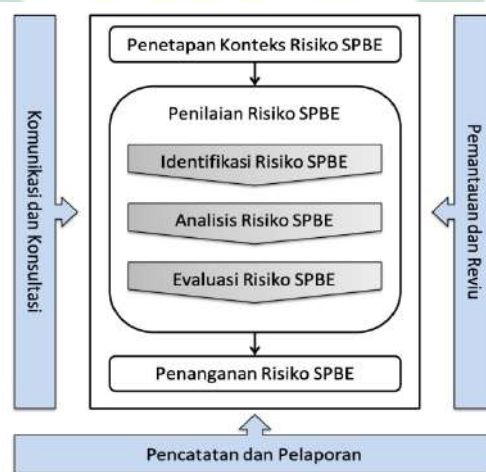 Penetapan Konteks Risiko SPBE
Penilaian Risiko SPBE
Identifikasi Risiko SPBE
Analisis Risiko SPBE
Evaluasi Risiko SPBE
Penanganan Risiko SPBE
Komunikasi dan Konsultasi
Pemantauan dan Reviu
Pencatatan dan Pelaporan